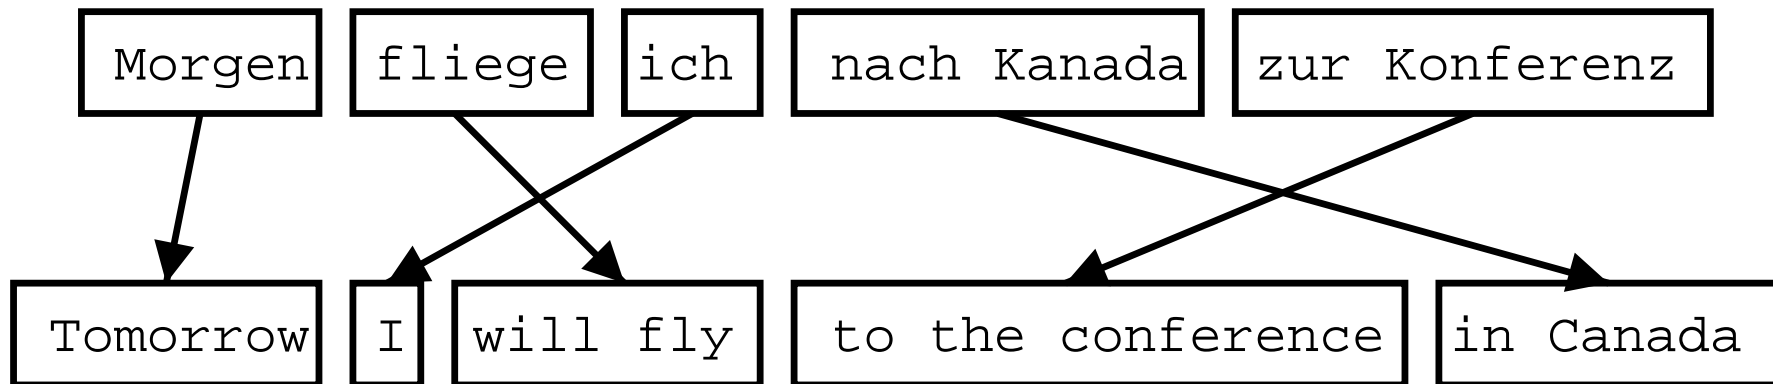 Morgen fliege ich nach Kanada zur Konferenz
Tomorrow I will fly to the conference in Canada